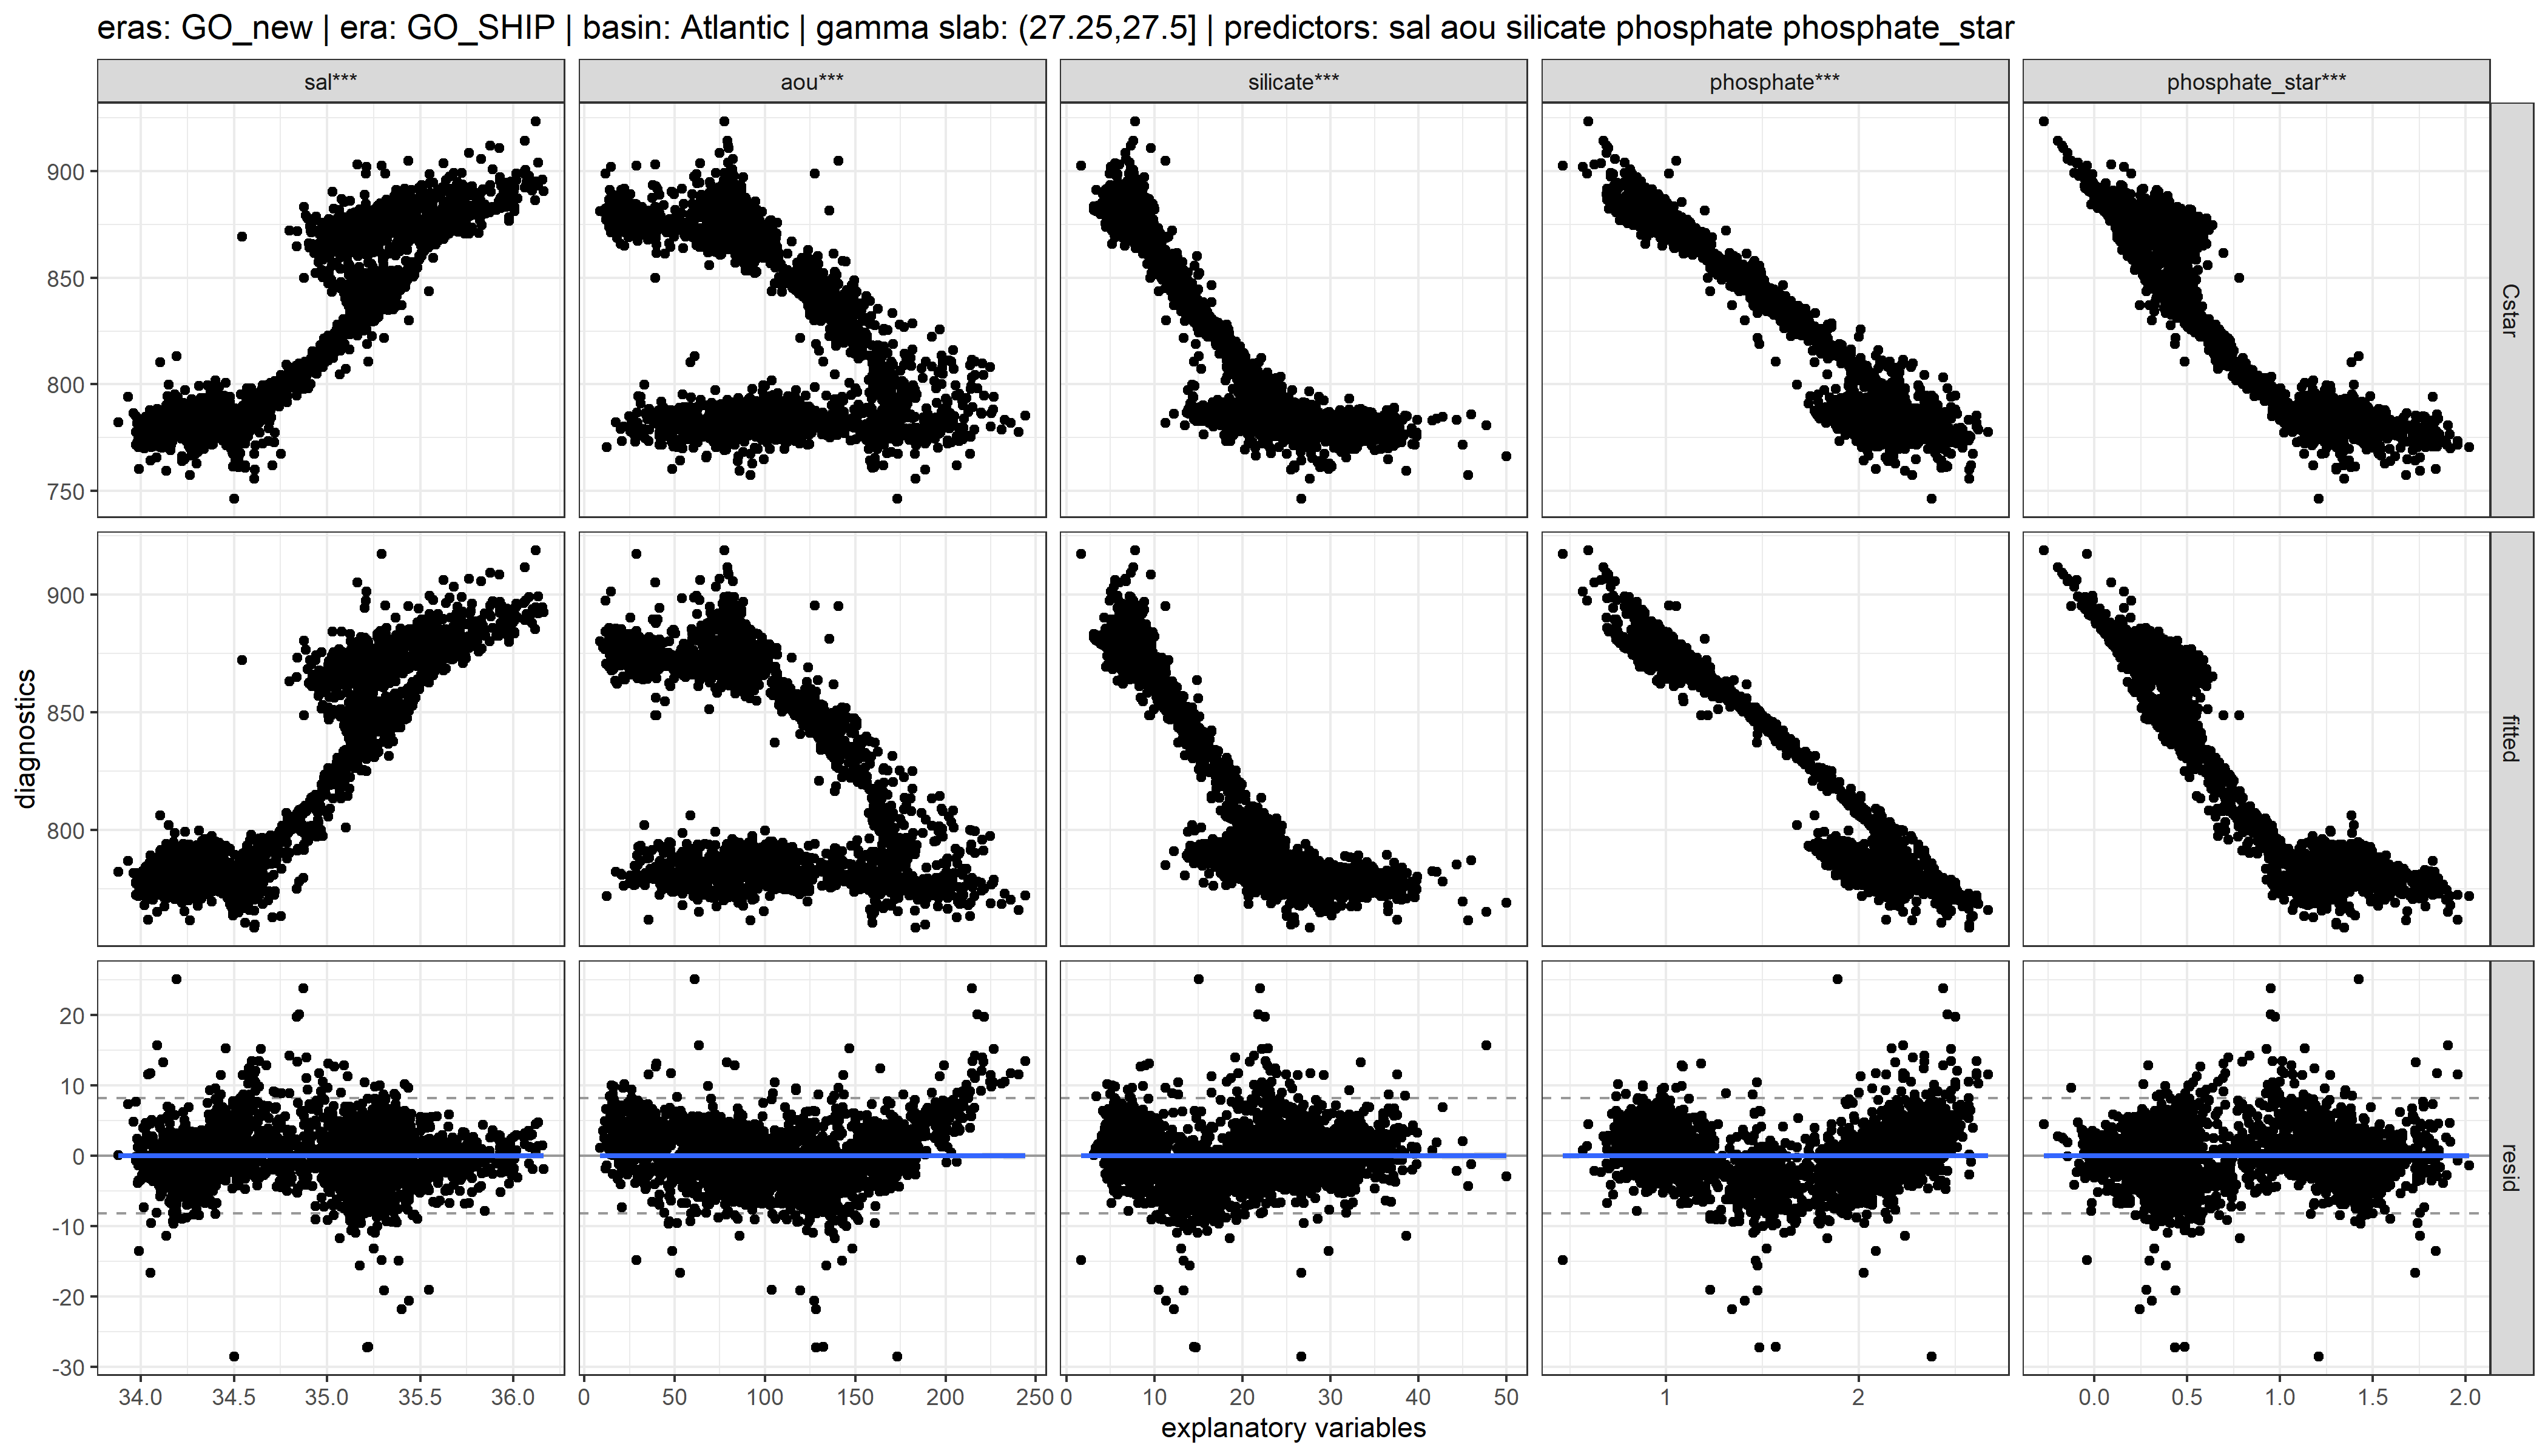 eras: GO_new | era: GO_SHIP | basin: Atlantic | gamma slab: (27.25,27.5] | predictors: sal aou silicate phosphate phosphate_star
sal*** aou*** silicate*** phosphate*** phosphate_star***
900
850
800
750
Cstar
900
850
800
fitted
diagnostics
20
10
0
-10
-20
-30
resid
34.0 34.5 35.0 35.5 36.0 0 50 100 150 200 250 0 10 20 30 40 50 1 2 0.0 0.5 1.0 1.5 2.0
explanatory variables